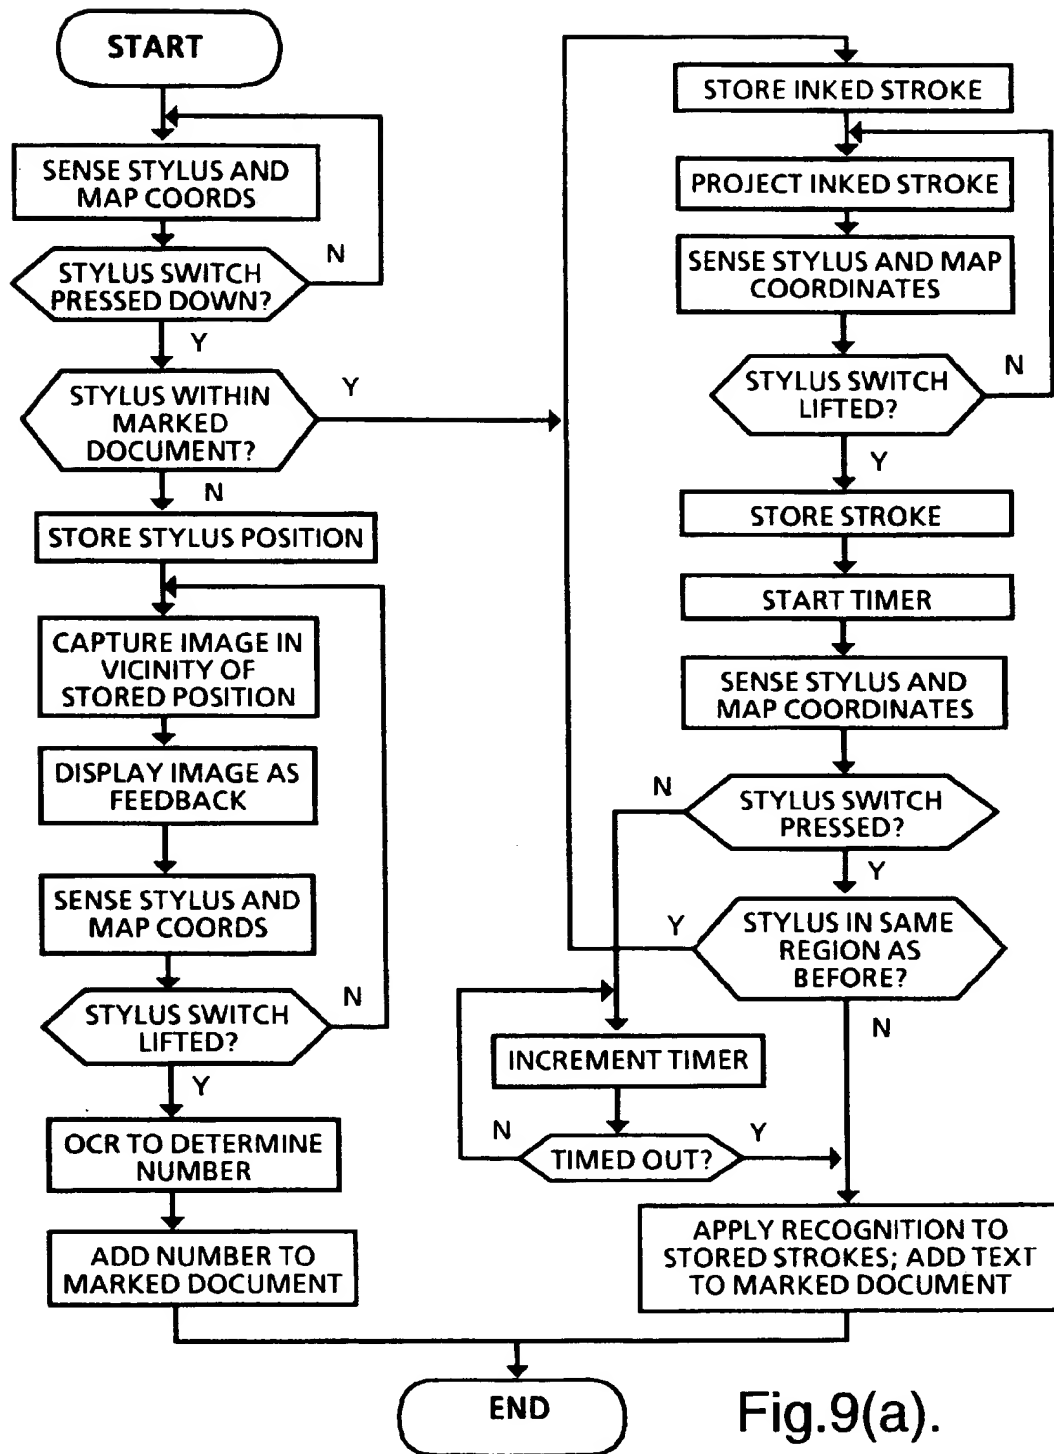 START
SENSE STYLUS AND
MAP COORDS
STYLUS SWITCH
PRESSED DOWN?
N
Y
STYLUS WITHIN
MARKED
DOCUMENT?
Y
N
STORE STYLUS POSITION
CAPTURE IMAGE IN
VICINITY OF
STORED POSITION
DISPLAY IMAGE AS
FEEDBACK
SENSE STYLUS AND
MAP COORDS
STYLUS SWITCH
LIFTED?
N
Y
OCR TO DETERMINE
NUMBER
ADD NUMBER TO
MARKED DOCUMENT
STORE INKED STROKE
PROJECT INKED STROKE
SENSE STYLUS AND MAP
COORDINATES
STYLUS SWITCH
LIFTED?
N
Y
STORE STROKE
START TIMER
SENSE STYLUS AND
MAP COORDINATES
N
STYLUS SWITCH
PRESSED?
Y
Y
STYLUS IN SAME
REGION AS
BEFORE?
N
INCREMENT TIMER
N
TIMED OUT?
Y
APPLY RECOGNITION TO
STORED STROKES; ADD TEXT
TO MARKED DOCUMENT
END
Fig.9(a).